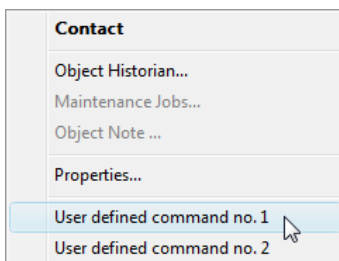 Contact
Object Historian...
Maintenance Jobs...
Object Note ...
Properties...
User defined command no. 1
User defined command no. 2